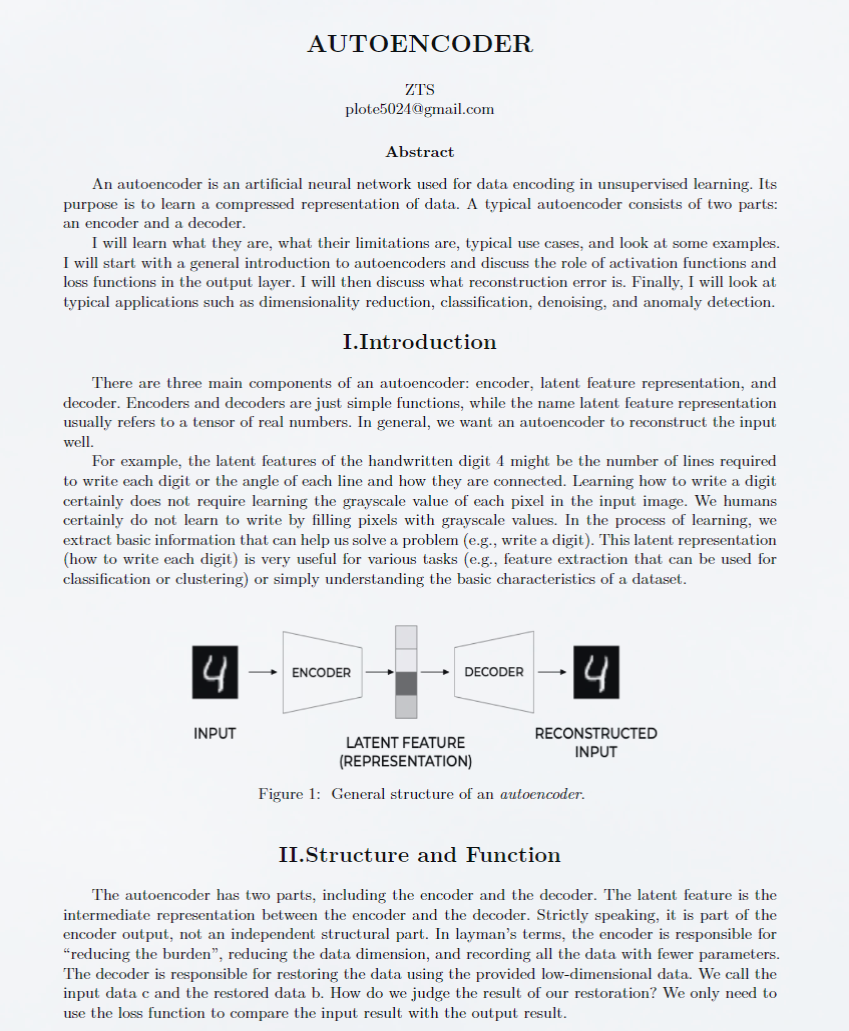 AUTOENCODER
ZTS
plote5024@gmail.com
Abstract
An autoencoder is an artificial neural network used for data encoding in unsupervised learning. Its
purpose is to learn a compressed representation of data. A typical autoencoder consists of two parts:
an encoder and a decoder.
I will learn what they are, what their limitations are, typical use cases, and look at some examples.
I will start with a general introduction to autoencoders and discuss the role of activation functions and
loss functions in the output layer. I will then discuss what reconstruction error is. Finally, I will look at
typical applications such as dimensionality reduction, classification, denoising, and anomaly detection.
I.Introduction
There are three main components of an autoencoder: encoder, latent feature representation, and
decoder. Encoders and decoders are just simple functions, while the name latent feature representation
usually refers to a tensor of real numbers. In general, we want an autoencoder to reconstruct the input
well.
For example, the latent features of the handwritten digit 4 might be the number of lines required
to write each digit or the angle of each line and how they are connected. Learning how to write a digit
certainly does not require learning the grayscale value of each pixel in the input image. We humans
certainly do not learn to write by filling pixels with grayscale values. In the process of learning, we
extract basic information that can help us solve a problem (e.g., write a digit). This latent representation
(how to write each digit) is very useful for various tasks (e.g., feature extraction that can be used for
classification or clustering) or simply understanding the basic characteristics of a dataset.
4 ENCODER DECODER 4
INPUT
LATENT FEATURE
(REPRESENTATION)
RECONSTRUCTED
INPUT
Figure 1: General structure of an autoencoder.
II.Structure and Function
The autoencoder has two parts, including the encoder and the decoder. The latent feature is the
intermediate representation between the encoder and the decoder. Strictly speaking, it is part of the
encoder output, not an independent structural part. In layman's terms, the encoder is responsible for
“reducing the burden”, reducing the data dimension, and recording all the data with fewer parameters.
The decoder is responsible for restoring the data using the provided low-dimensional data. We call the
input data c and the restored data b. How do we judge the result of our restoration? We only need to
use the loss function to compare the input result with the output result.